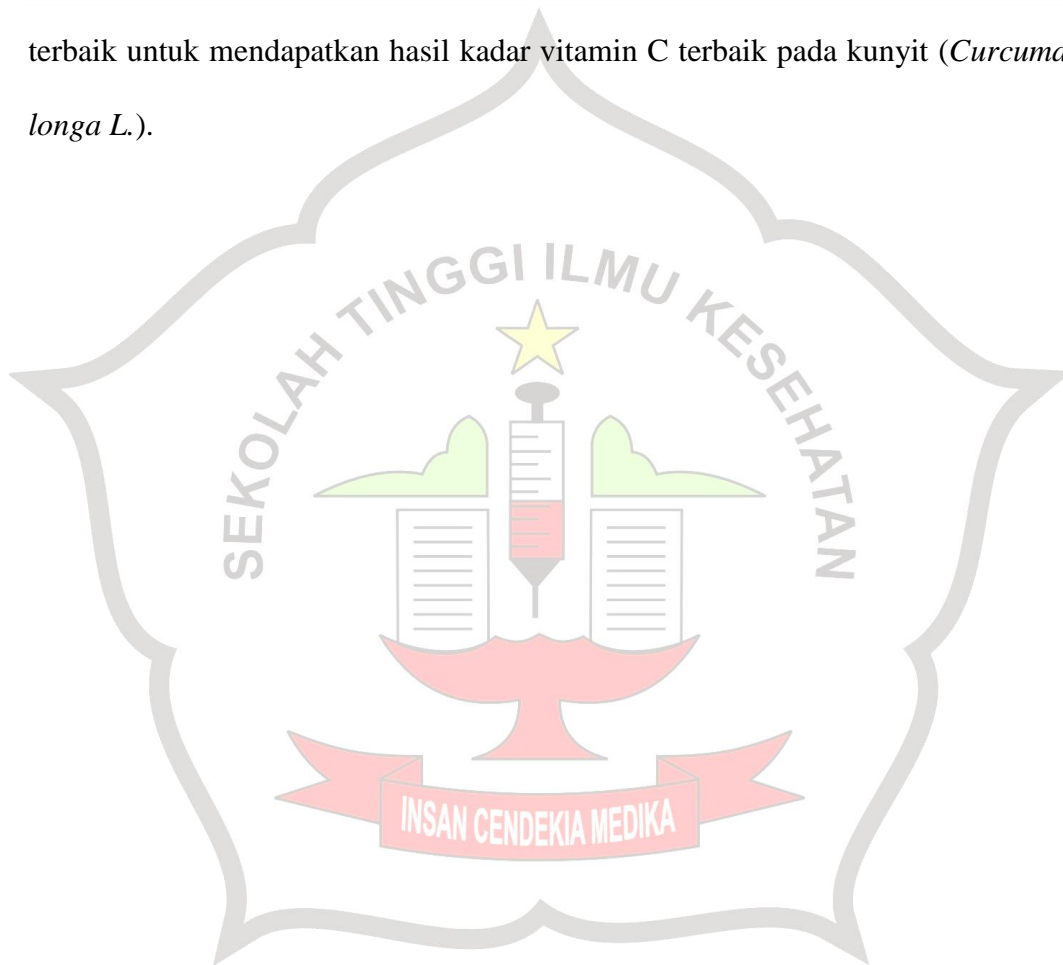 terbaik untuk mendapatkan hasil kadar vitamin C terbaik pada kunyit (Curcuma
longa L.).
SEKOLAH TINGGI ILMU KESEHATAN
INSAN CENDEKIA MEDIKA